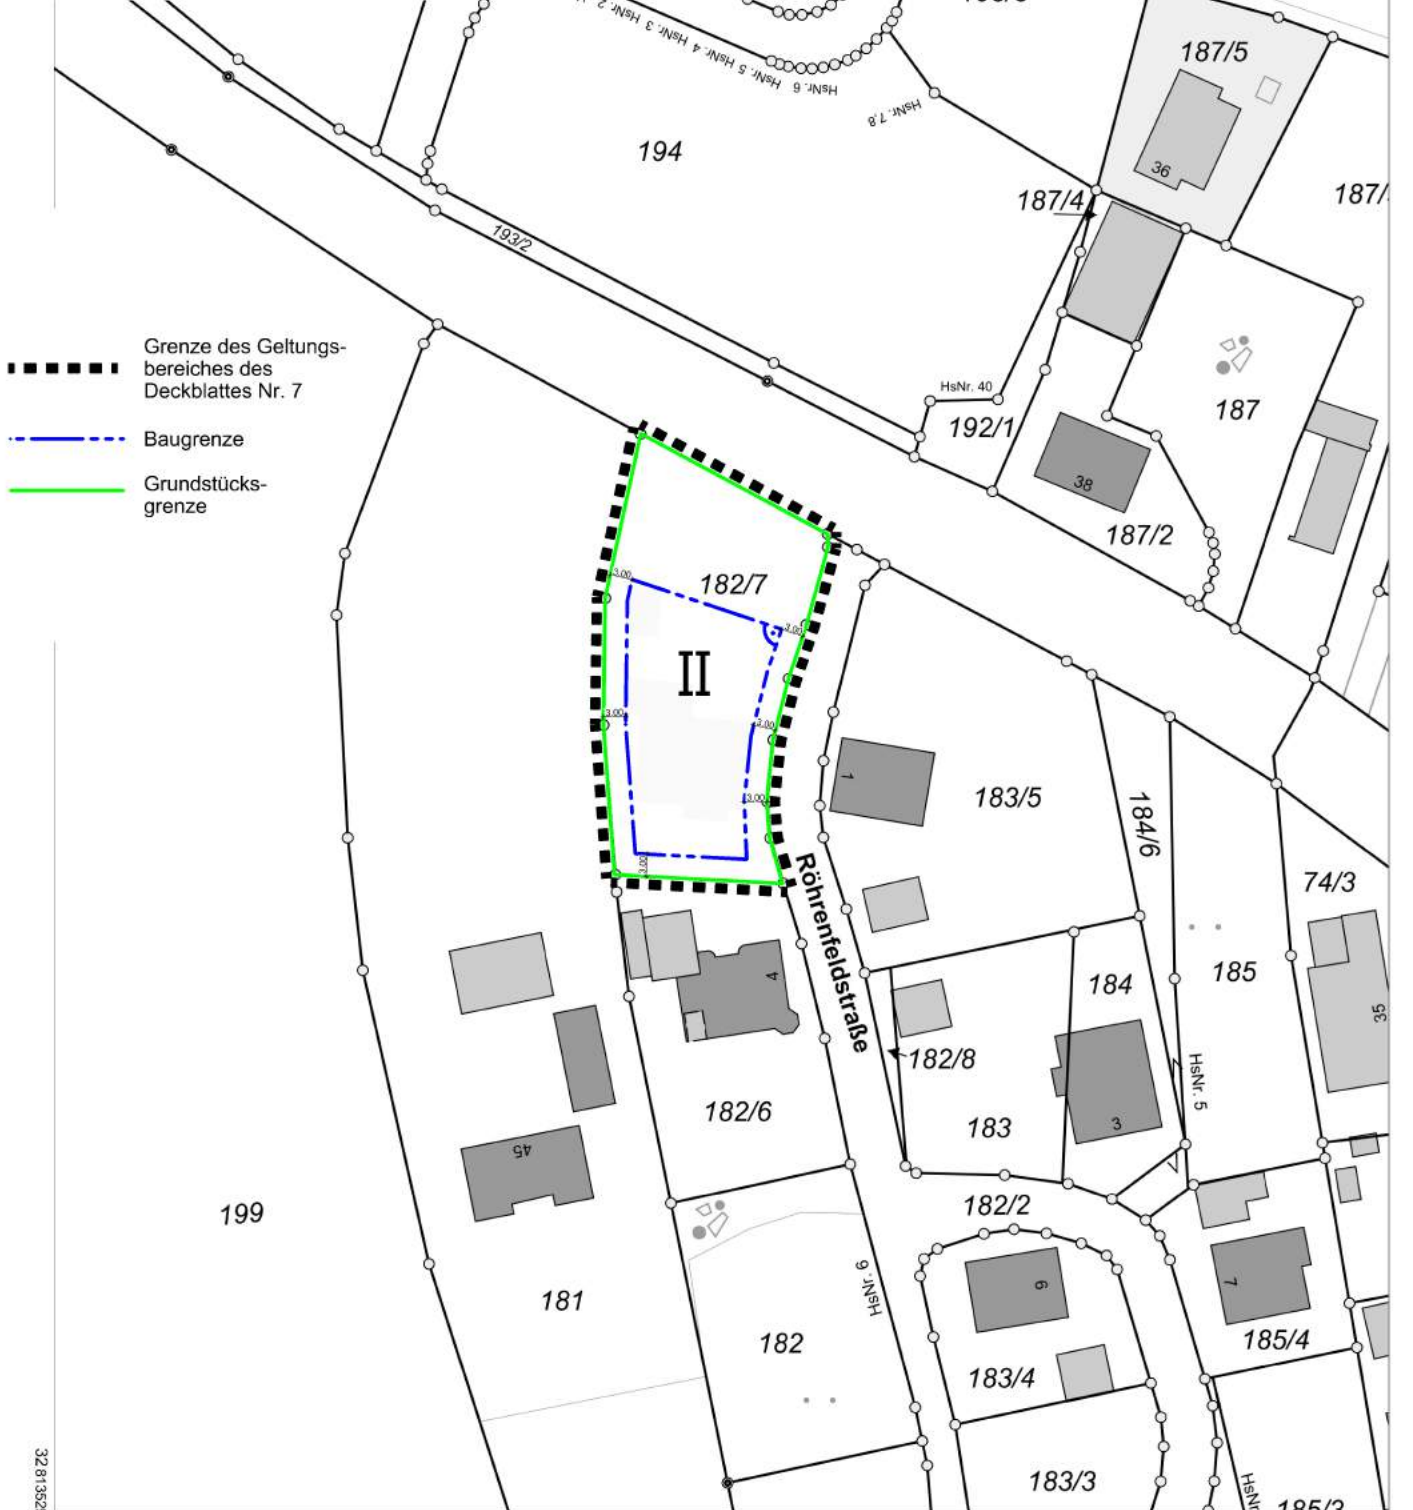 187/5
HsNr. 3 HsNr. 4 HsNr. 5 HsNr. 6 HsNr. 6
HsNr. 7,8
194
36
187/4
193/2
Grenze des Geltungs-
bereiches des
Deckblattes Nr. 7
Baugrenze
Grundstücks-
grenze
HsNr. 40
192/1
187
38
187/2
3.00
182/7
3.00
II
3.00
3.00
3.00
3.00
1
183/5
184/6
74/3
Röhrenfeldstraße
4
184
185
35
182/8
HsNr. 5
182/6
183
3
45
199
182/2
181
HsNr. 6
6
7
182
183/4
185/4
183/3
HsNr
185/3
3281352